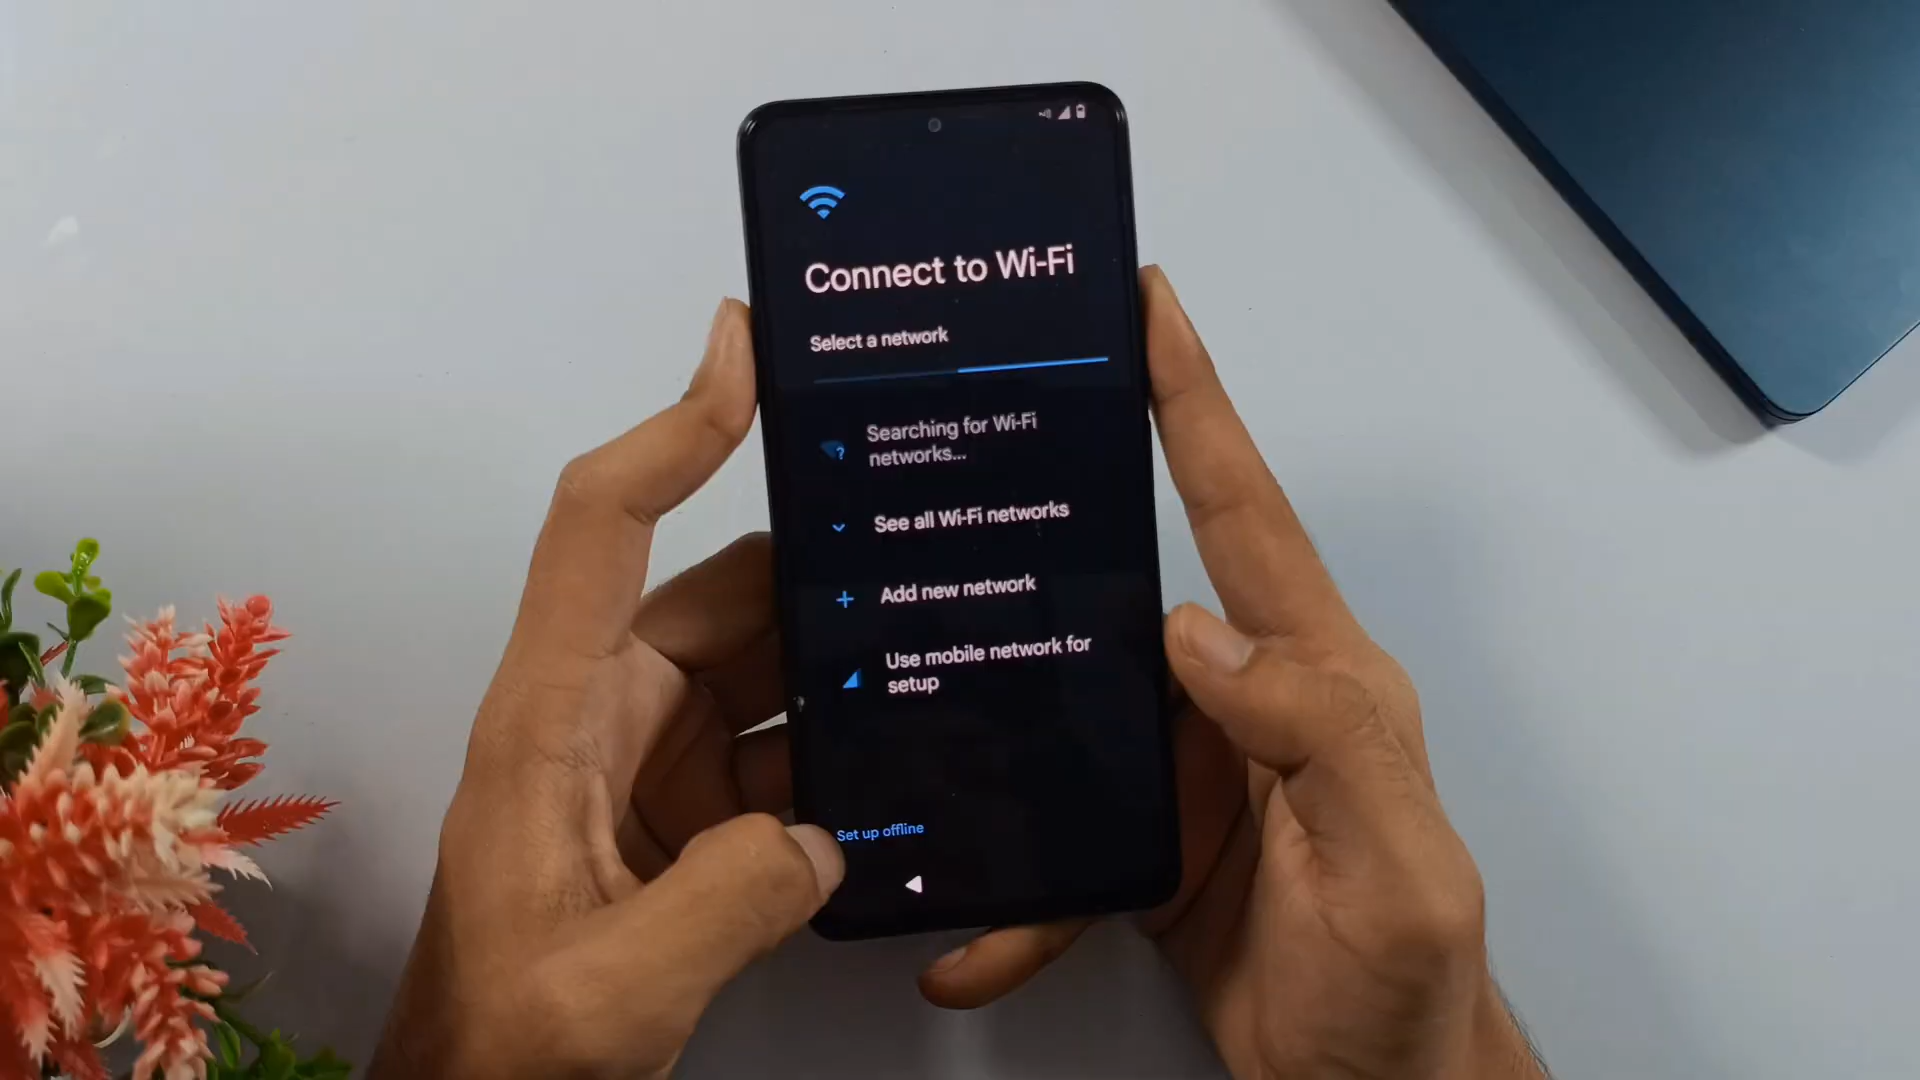 Connect to Wi-Fi
Select a network
Searching for Wi-Fi
networks...
See all Wi-Fi networks
Add new network
Use mobile network for
setup
Set up offline